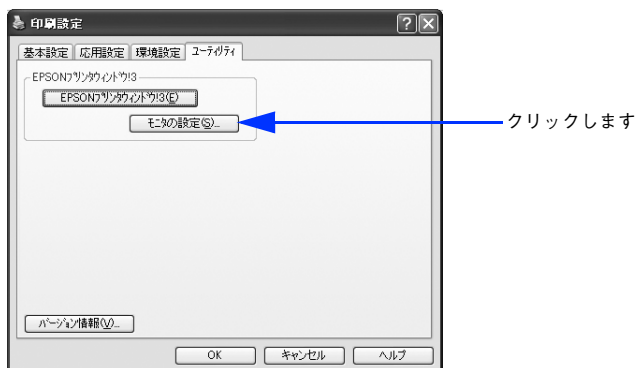 印刷設定
基本設定 応用設定 環境設定 ユーティリティ
EPSONプリンタウィンドウ!3
EPSONプリンタウィンドウ!3(E)
モニタの設定(S)...
クリックします
バージョン情報(V)...
OK キャンセル ヘルプ